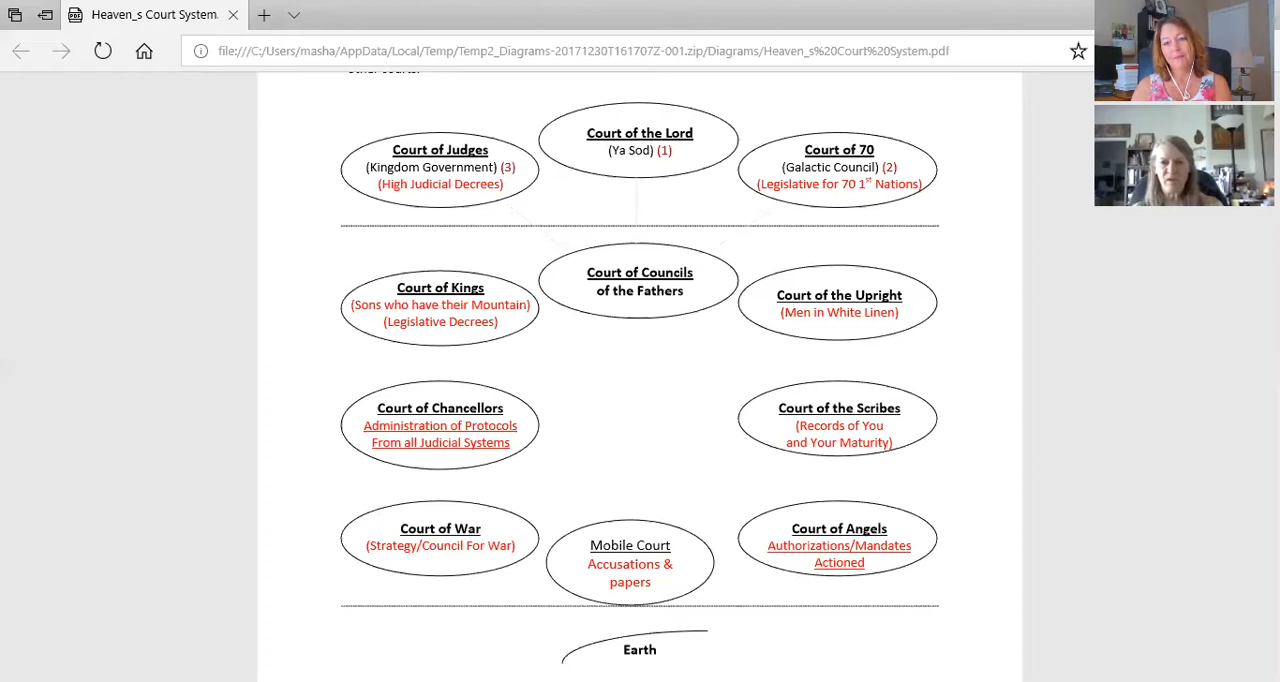 Heaven_s Court System.
file:///C:/Users/masha/AppData/Local/Temp/Temp2_Diagrams-20171230T161707Z-001.zip/Diagrams/Heaven_s%20Court%20System.pdf
Court of the Lord
(Ya Sod) (1)
Court of Judges
(Kingdom Government) (3)
(High Judicial Decrees)
Court of 70
(Galactic Council) (2)
(Legislative for 70 1st Nations)
Court of Councils
of the Fathers
Court of Kings
(Sons who have their Mountain)
(Legislative Decrees)
Court of the Upright
(Men in White Linen)
Court of Chancellors
Administration of Protocols
From all Judicial Systems
Court of the Scribes
(Records of You
and Your Maturity)
Court of War
(Strategy/Council For War)
Mobile Court
Accusations &
papers
Court of Angels
Authorizations/Mandates
Actioned
Earth